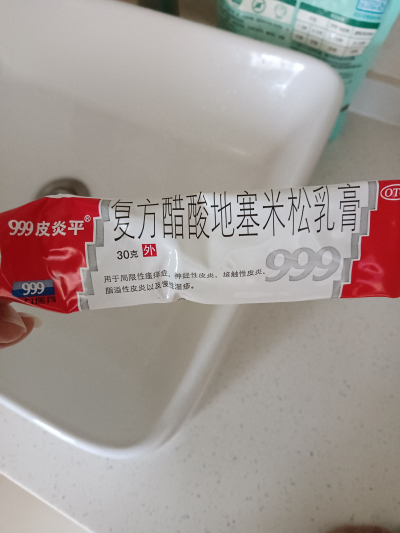 999皮炎平®
复方醋酸地塞米松乳膏
OT
30克 外
999
999
用于局限性瘙痒症、神经性皮炎、接触性皮炎、
脂溢性皮炎以及慢性湿疹。